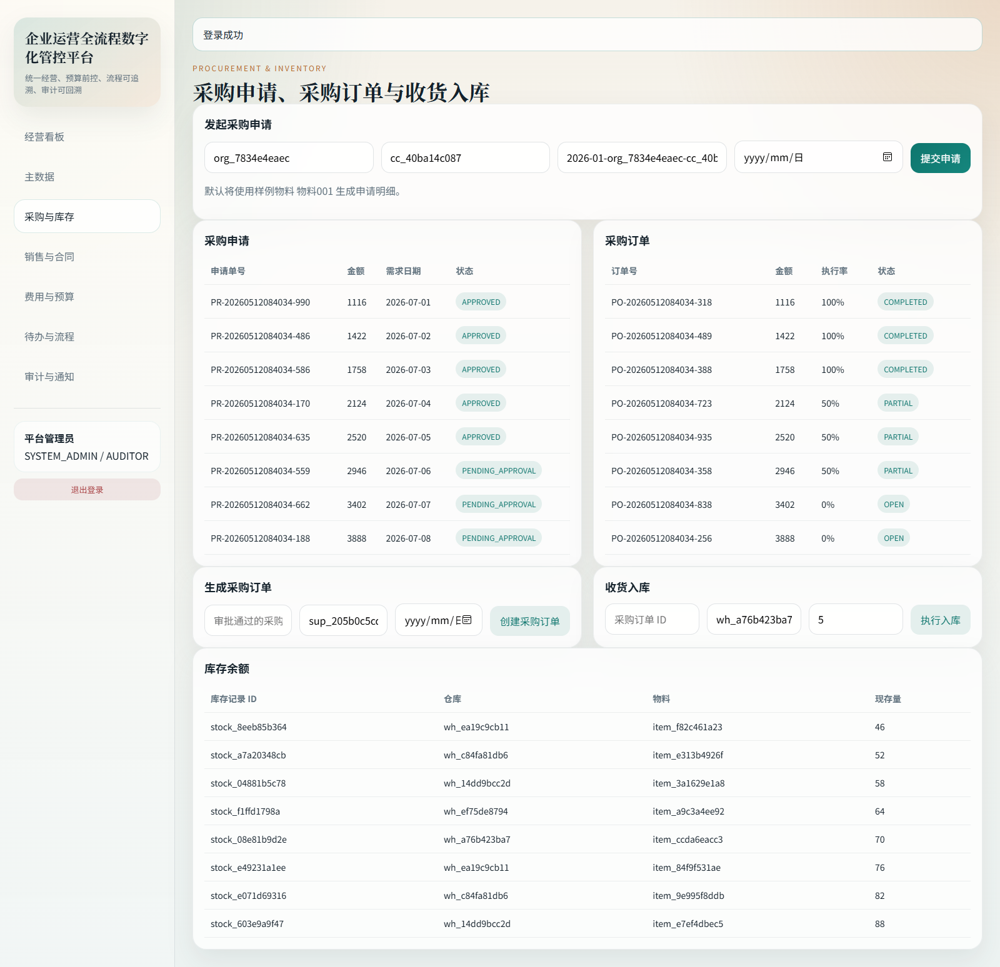 企业运营全流程数字
化管控平台
统一经营、预算前控、流程可追
溯、审计可回溯
经营看板
主数据
采购与库存
销售与合同
费用与预算
待办与流程
审计与通知
平台管理员
SYSTEM_ADMIN / AUDITOR
退出登录
登录成功
PROCUREMENT & INVENTORY
采购申请、采购订单与收货入库
发起采购申请
org_7834e4eaec cc_40ba14c087 2026-01-org_7834e4eaec-cc_40b yyyy/mm/日 提交申请
默认将使用样例物料 物料001 生成申请明细。
采购申请
申请单号 金额 需求日期 状态
PR-20260512084034-990 1116 2026-07-01 APPROVED
PR-20260512084034-486 1422 2026-07-02 APPROVED
PR-20260512084034-586 1758 2026-07-03 APPROVED
PR-20260512084034-170 2124 2026-07-04 APPROVED
PR-20260512084034-635 2520 2026-07-05 APPROVED
PR-20260512084034-559 2946 2026-07-06 PENDING_APPROVAL
PR-20260512084034-662 3402 2026-07-07 PENDING_APPROVAL
PR-20260512084034-188 3888 2026-07-08 PENDING_APPROVAL
采购订单
订单号 金额 执行率 状态
PO-20260512084034-318 1116 100% COMPLETED
PO-20260512084034-489 1422 100% COMPLETED
PO-20260512084034-388 1758 100% COMPLETED
PO-20260512084034-723 2124 50% PARTIAL
PO-20260512084034-935 2520 50% PARTIAL
PO-20260512084034-358 2946 50% PARTIAL
PO-20260512084034-838 3402 0% OPEN
PO-20260512084034-256 3888 0% OPEN
生成采购订单
审批通过的采购 sup_205b0c5cc yyyy/mm/日 创建采购订单
收货入库
采购订单 ID wh_a76b423ba7 5 执行入库
库存余额
库存记录 ID 仓库 物料 现存量
stock_8eeb85b364 wh_ea19c9cb11 item_f82c461a23 46
stock_a7a20348cb wh_c84fa81db6 item_e313b4926f 52
stock_04881b5c78 wh_14dd9bcc2d item_3a1629e1a8 58
stock_f1ffd1798a wh_ef75de8794 item_a9c3a4ee92 64
stock_08e81b9d2e wh_a76b423ba7 item_ccda6eacc3 70
stock_e49231a1ee wh_ea19c9cb11 item_84f9f531ae 76
stock_e071d69316 wh_c84fa81db6 item_9e995f8ddb 82
stock_603e9a9f47 wh_14dd9bcc2d item_e7ef4dbec5 88